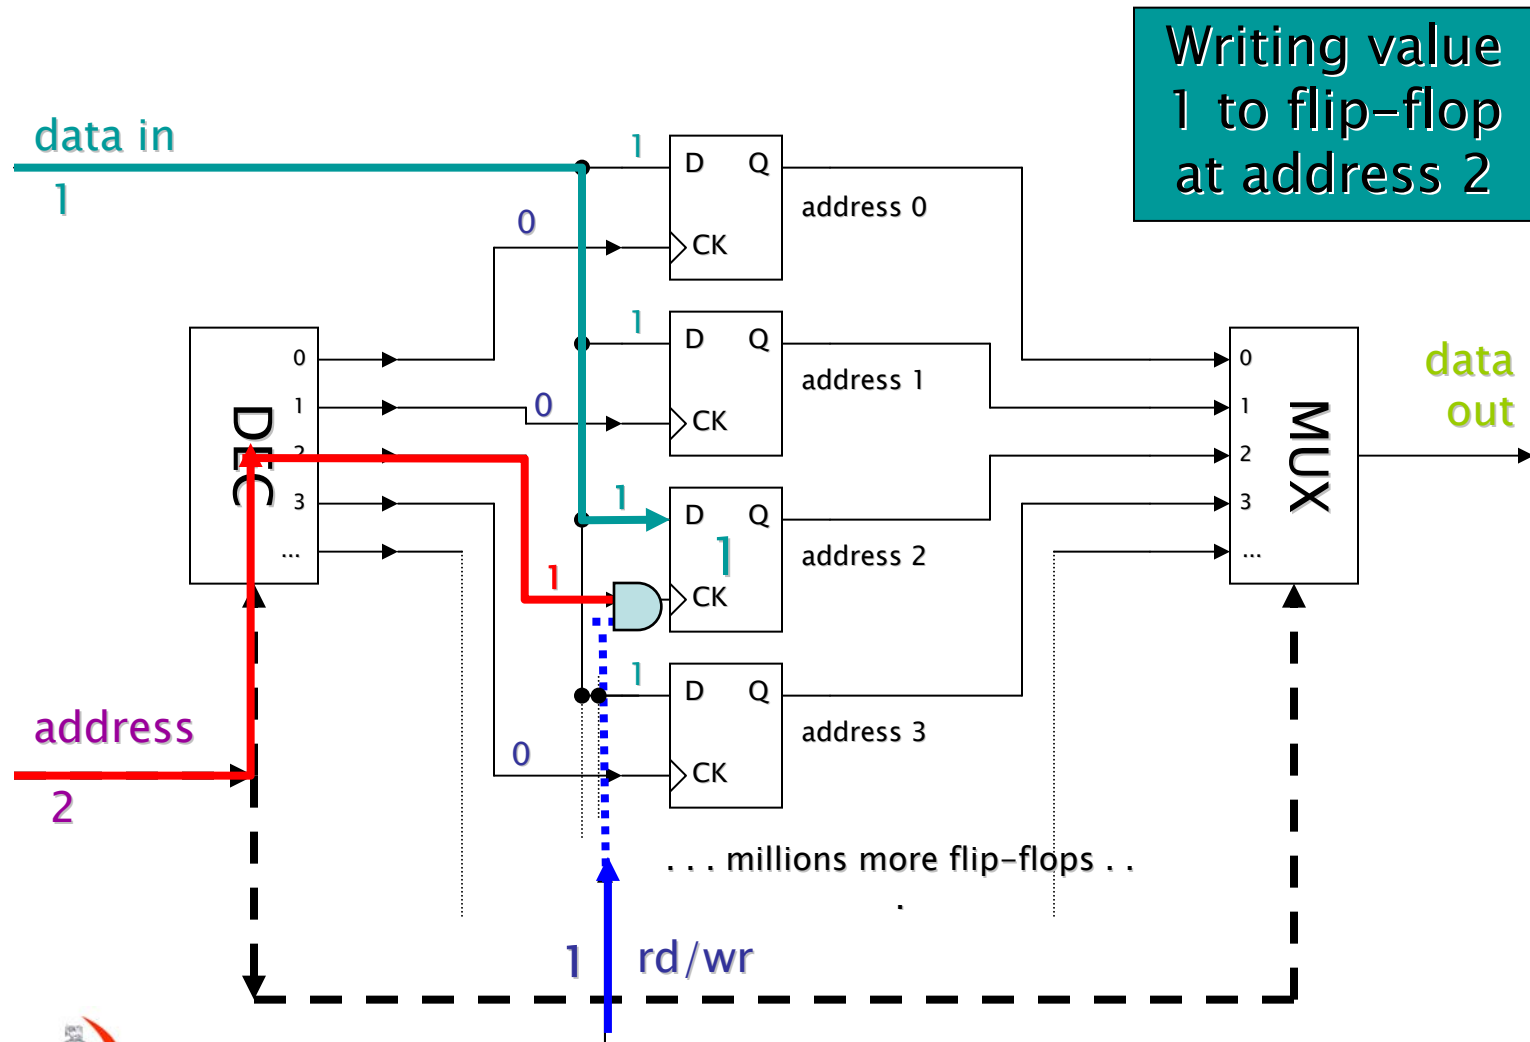 Writing value
1 to flip-flop
at address 2
data in
1
1
D Q
address 0
CK
0
1
D Q
address 1
CK
0
DEC
0
1
2
3
...
1
D Q
1
address 2
CK
1
1
D Q
address 3
CK
0
MUX
0
1
2
3
...
data
out
address
2
. . . millions more flip-flops . .
.
1 rd/wr